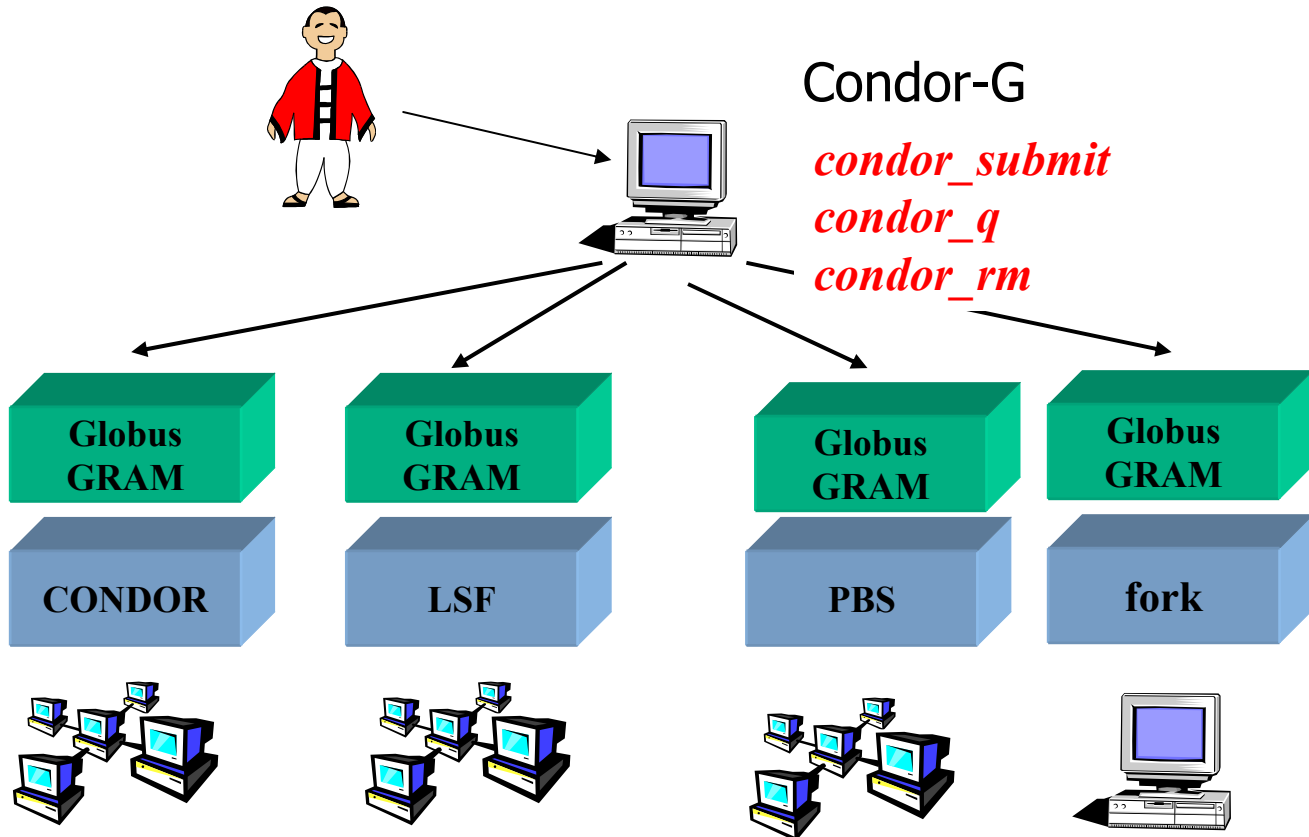 Condor-G
condor_submit
condor_q
condor_rm
Globus
GRAM
Globus
GRAM
Globus
GRAM
Globus
GRAM
CONDOR
LSF
PBS
fork